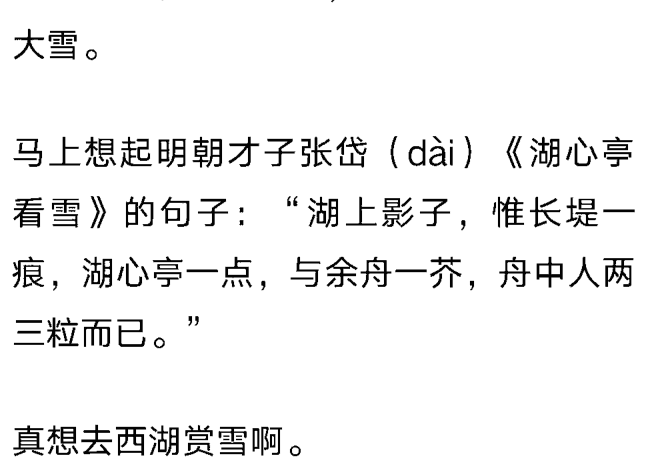 大雪。
马上想起明朝才子张岱（dài）《湖心亭
看雪》的句子：“湖上影子，惟长堤一
痕，湖心亭一点，与余舟一芥，舟中人两
三粒而已。”
真想去西湖赏雪啊。